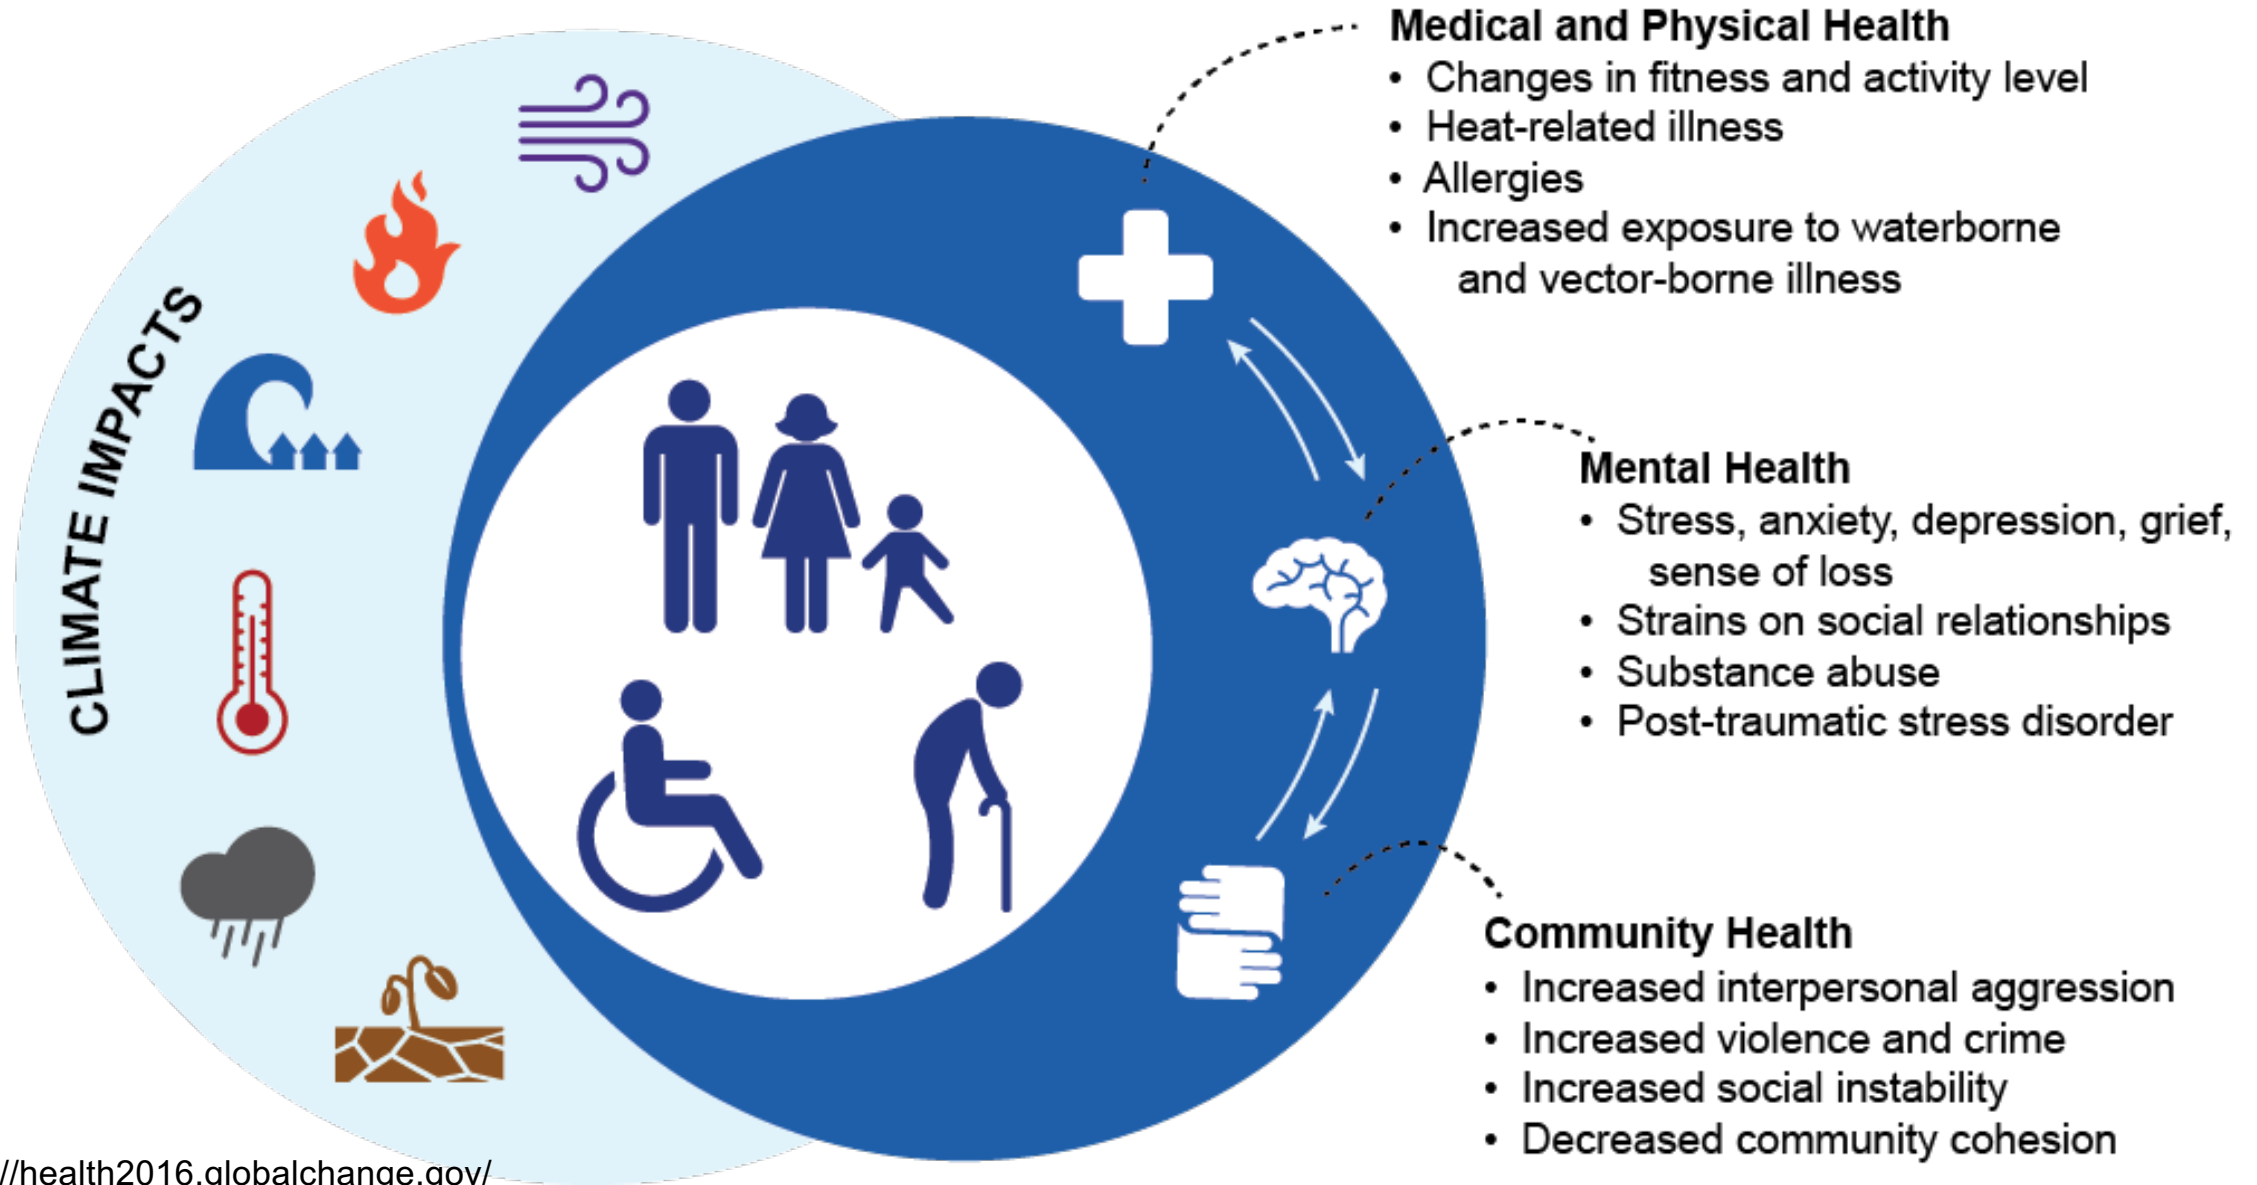 Medical and Physical Health
• Changes in fitness and activity level
• Heat-related illness
• Allergies
• Increased exposure to waterborne
and vector-borne illness
CLIMATE IMPACTS
Mental Health
• Stress, anxiety, depression, grief,
sense of loss
• Strains on social relationships
• Substance abuse
• Post-traumatic stress disorder
Community Health
• Increased interpersonal aggression
• Increased violence and crime
• Increased social instability
• Decreased community cohesion
//health2016.globalchange.gov/